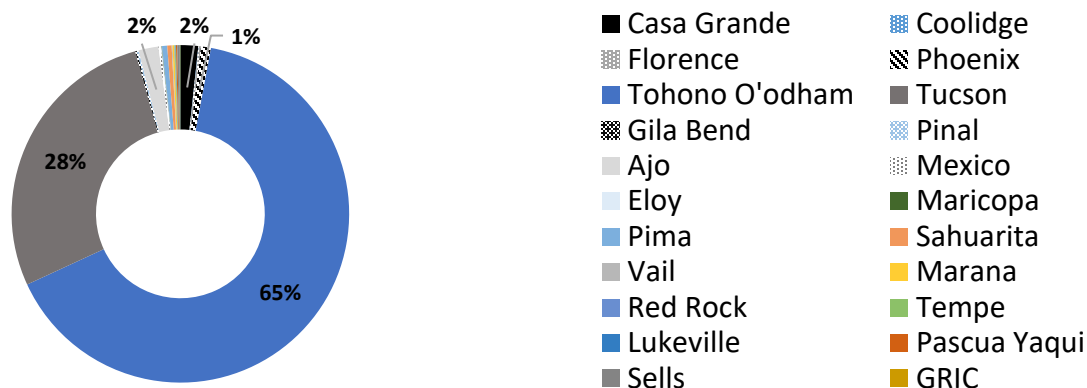 2%
2%
1%
28%
65%
Casa Grande
Coolidge
Florence
Phoenix
Tohono O'odham
Tucson
Gila Bend
Pinal
Ajo
Mexico
Eloy
Maricopa
Pima
Sahuarita
Vail
Marana
Red Rock
Tempe
Lukeville
Pascua Yaqui
Sells
GRIC